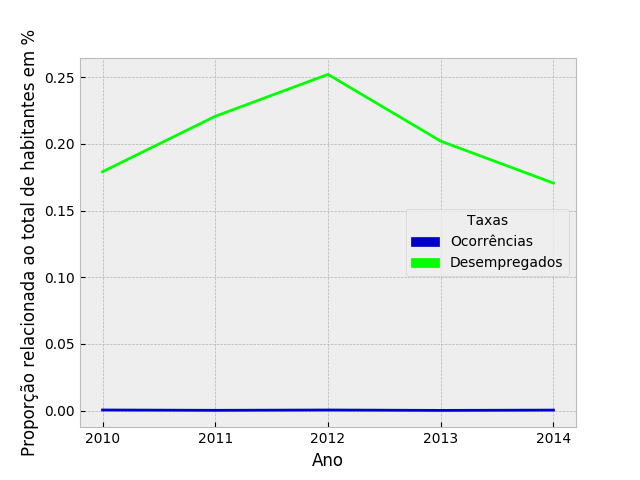 Proporção relacionada ao total de habitantes em %
0.25
0.20
0.15
0.10
0.05
0.00
Taxas
Ocorrências
Desempregados
2010 2011 2012 2013 2014
Ano